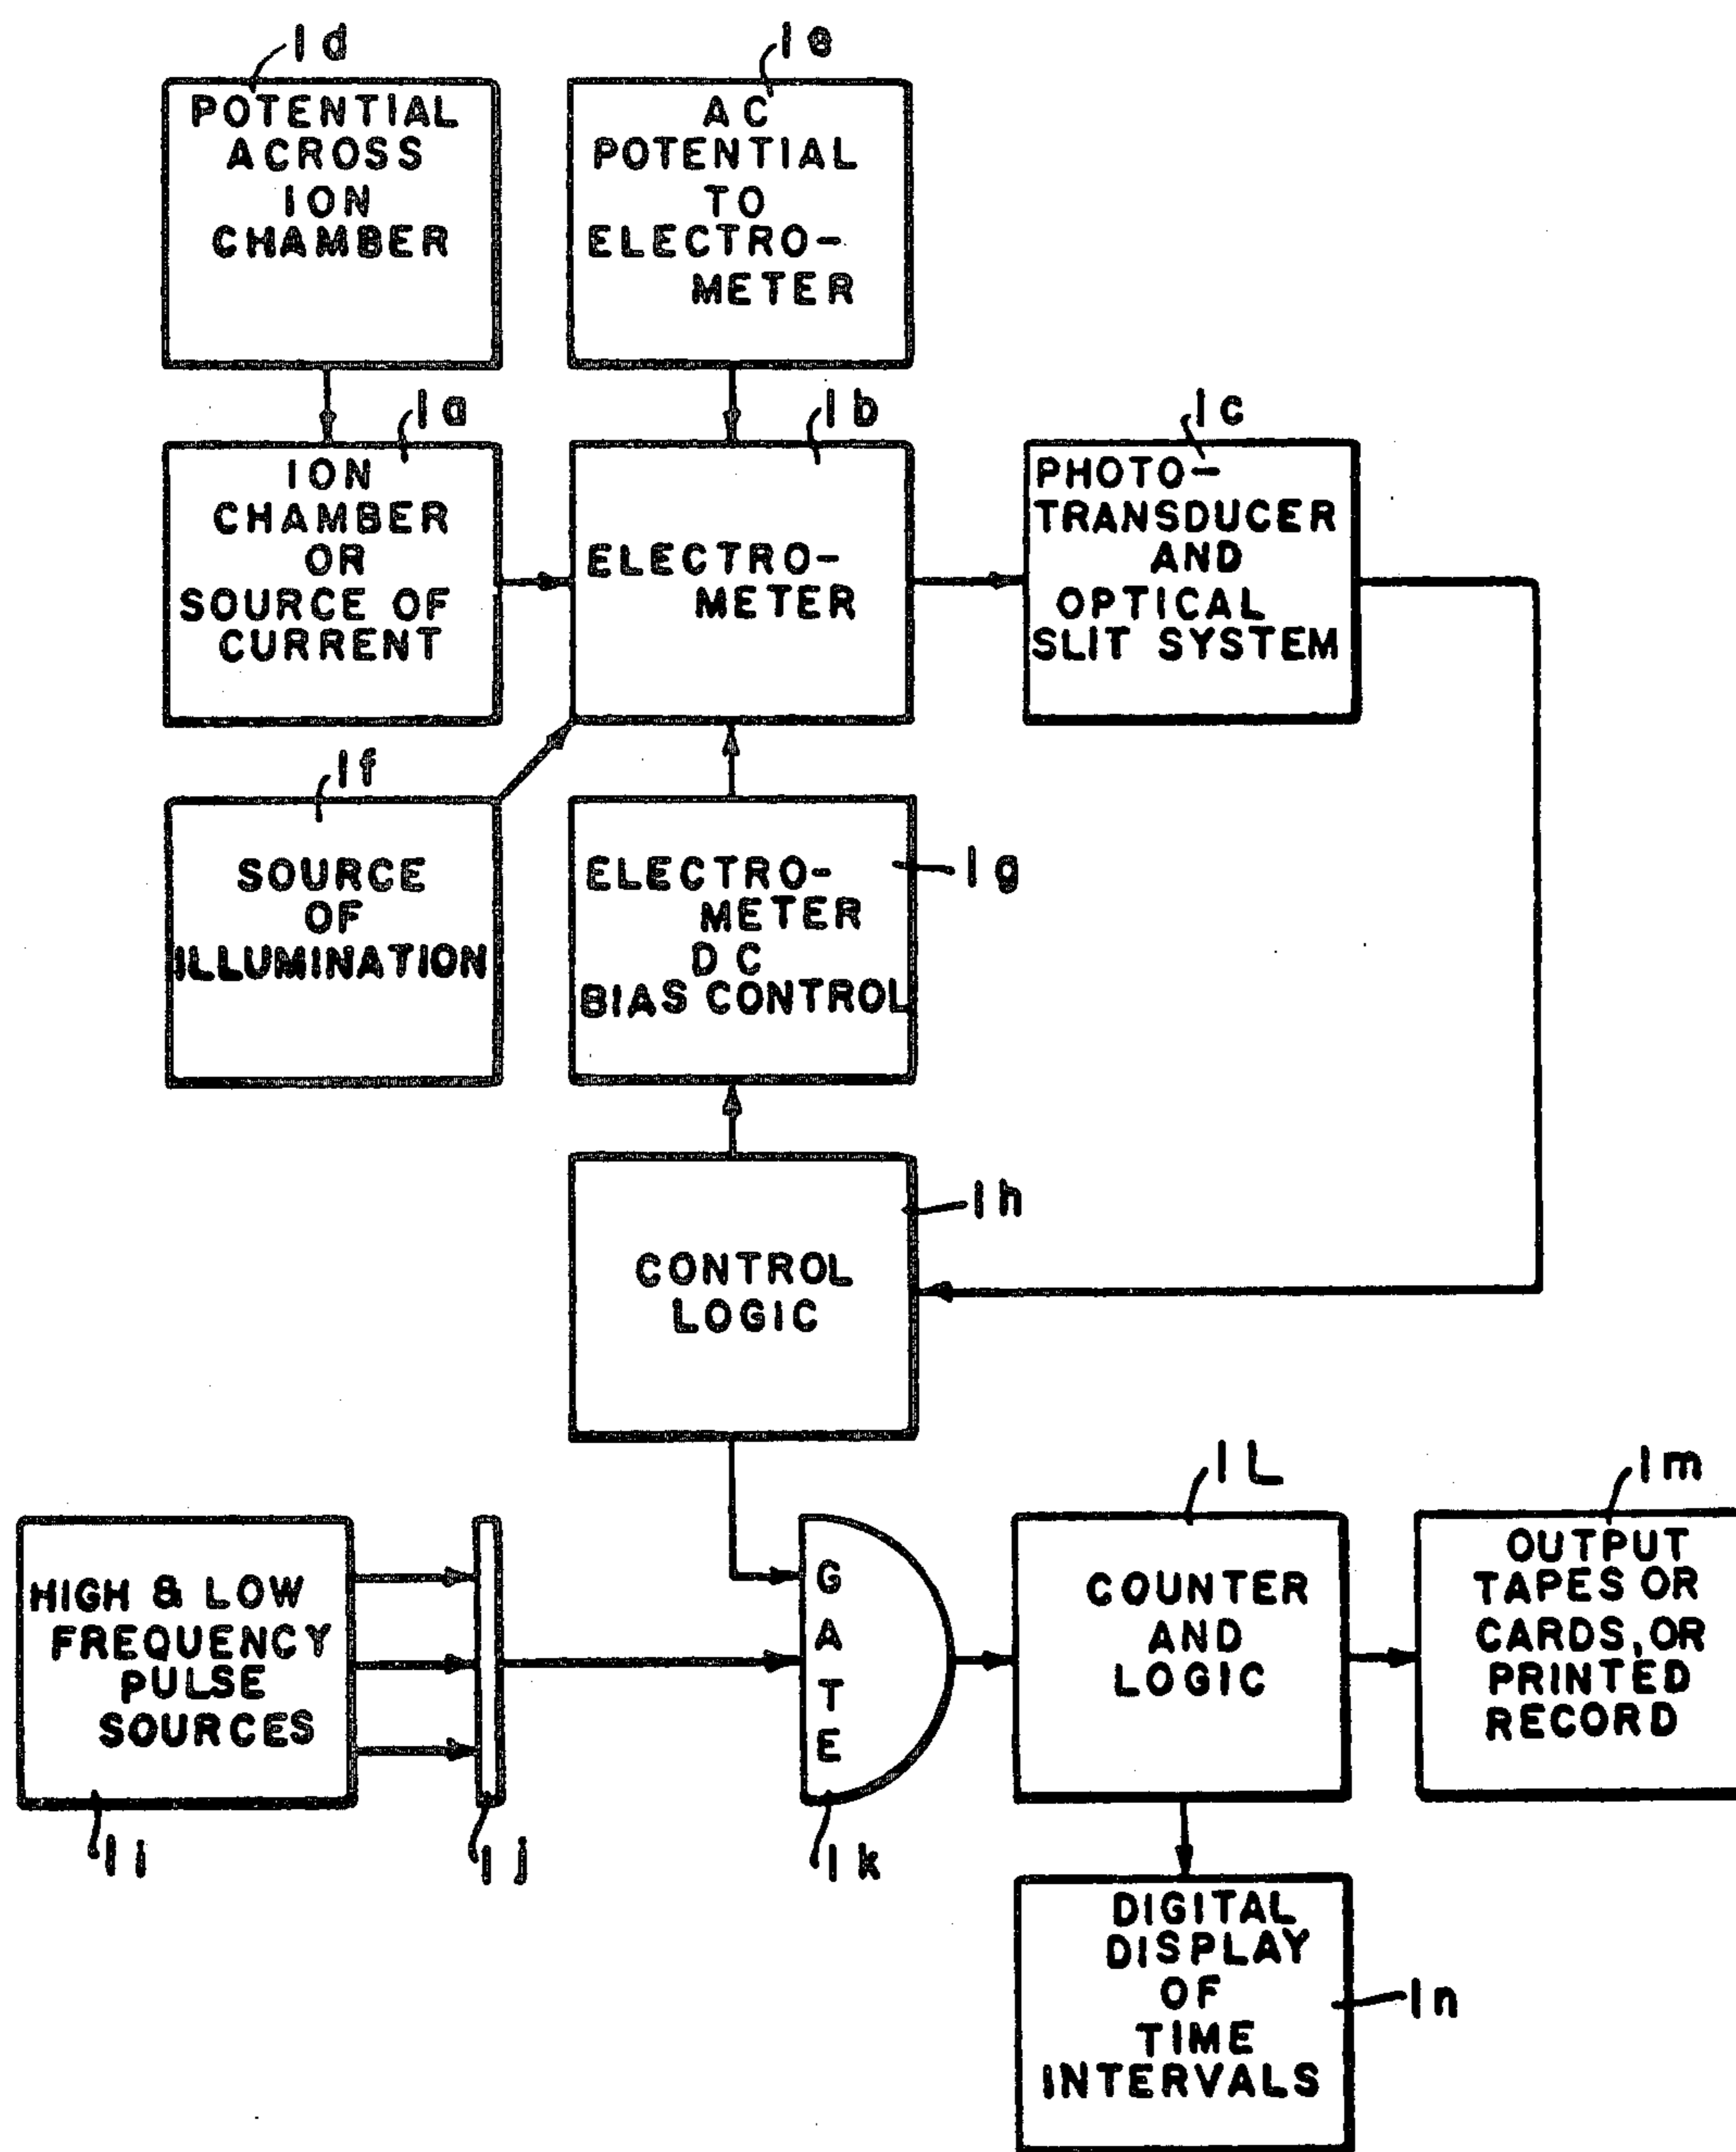 1d
POTENTIAL
ACROSS
ION
CHAMBER
1e
AC
POTENTIAL
TO
ELECTRO-
METER
1a
ION
CHAMBER
OR
SOURCE OF
CURRENT
1b
ELECTRO-
METER
1c
PHOTO-
TRANSDUCER
AND
OPTICAL
SLIT SYSTEM
1f
SOURCE
OF
ILLUMINATION
1g
ELECTRO-
METER
DC
BIAS CONTROL
1h
CONTROL
LOGIC
HIGH & LOW
FREQUENCY
PULSE
SOURCES
1i
1j
G
A
T
E
1k
1L
COUNTER
AND
LOGIC
1m
OUTPUT
TAPES OR
CARDS, OR
PRINTED
RECORD
DIGITAL
DISPLAY
OF
TIME
INTERVALS
1n